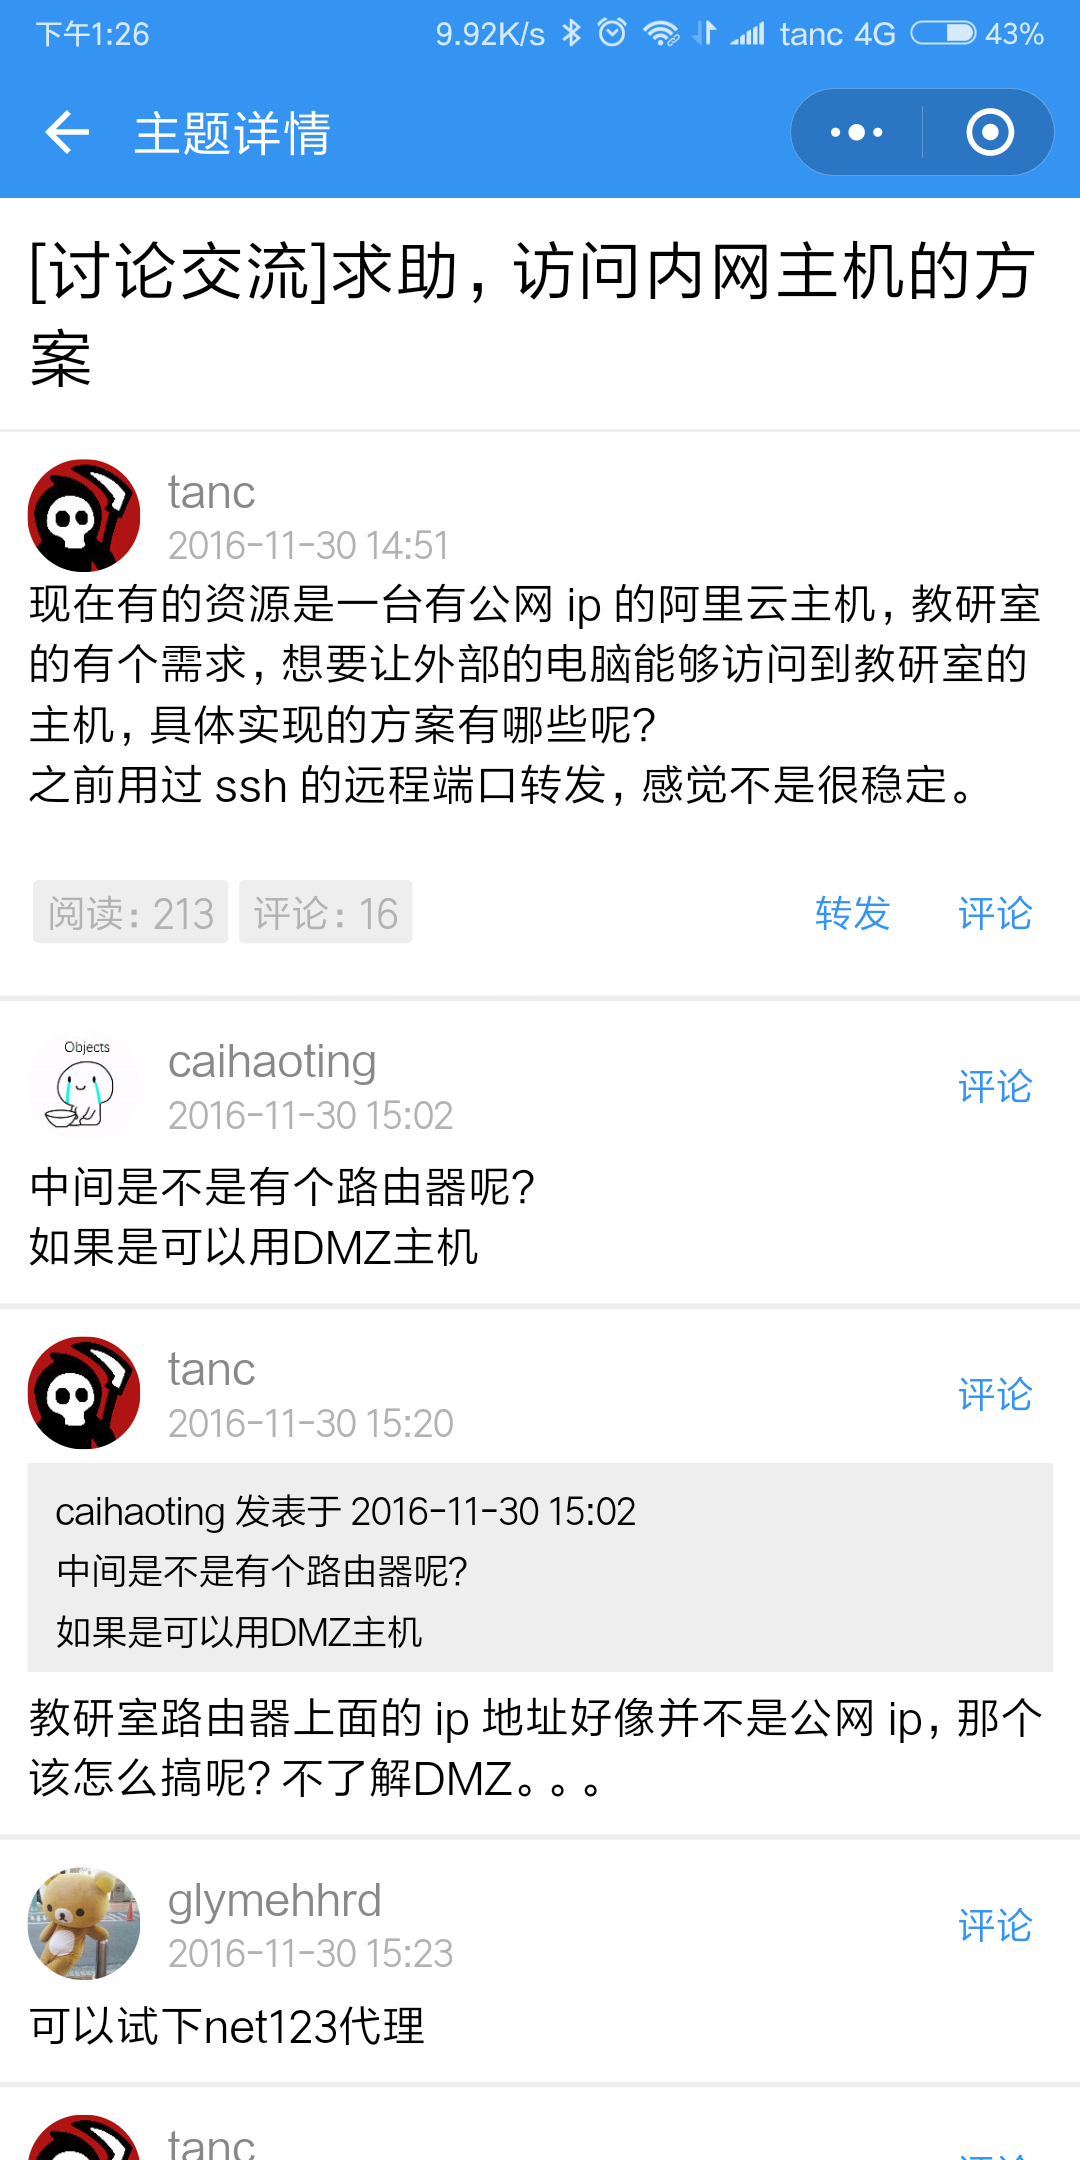 下午1:26
9.92K/s tanc 4G 43%
主题详情
[讨论交流]求助，访问内网主机的方
案
tanc
2016-11-30 14:51
现在有的资源是一台有公网 ip 的阿里云主机，教研室
的有个需求，想要让外部的电脑能够访问到教研室的
主机，具体实现的方案有哪些呢？
之前用过 ssh 的远程端口转发，感觉不是很稳定。
阅读：213 评论：16 转发 评论
Objects
caihaoting
2016-11-30 15:02
评论
中间是不是有个路由器呢？
如果是可以用DMZ主机
tanc
2016-11-30 15:20
评论
caihaoting 发表于 2016-11-30 15:02
中间是不是有个路由器呢？
如果是可以用DMZ主机
教研室路由器上面的 ip 地址好像并不是公网 ip，那个
该怎么搞呢？不了解DMZ。。。
glymehhrd
2016-11-30 15:23
评论
可以试下net123代理
tanc
评论